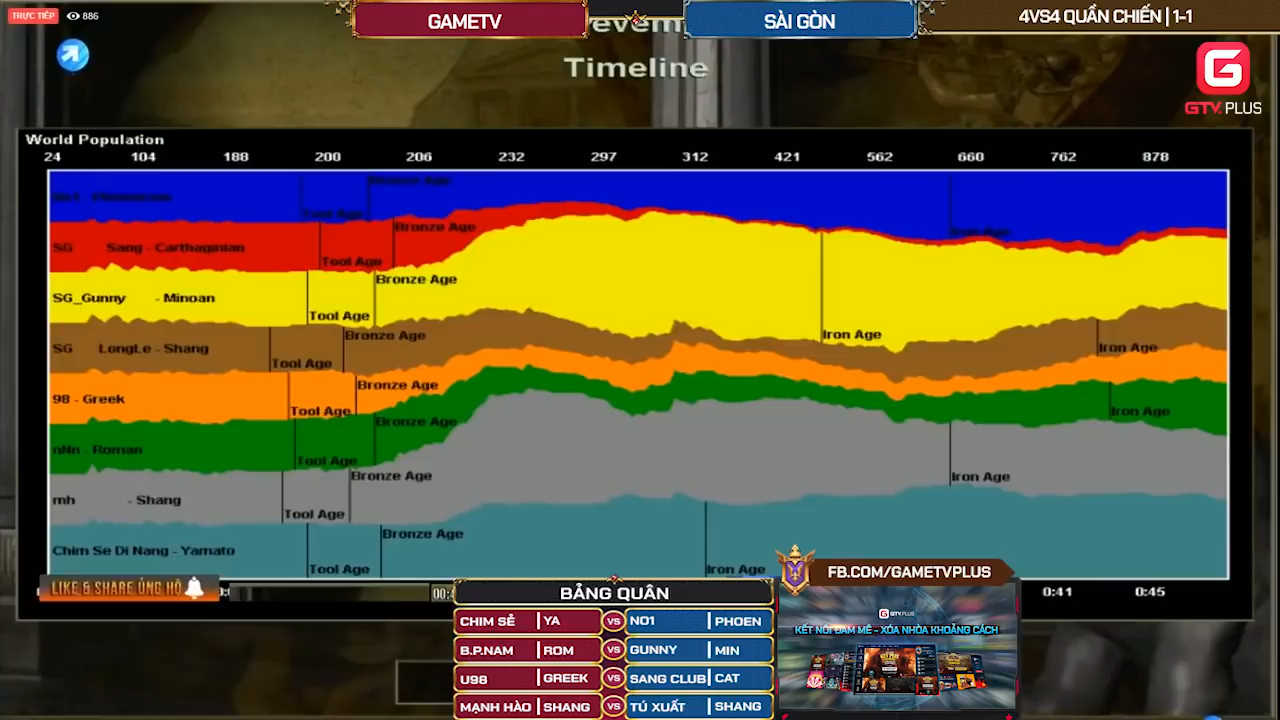 TRỰC TIẾP 886
GAMETV
SÀI GÒN
4VS4 QUẦN CHIẾN | 1-1
Timeline
G
GTV PLUS
World Population
24 104 188 200 206 232 297 312 421 562 660 762 878
Bronze Age
Tool Age
Iron Age
SG Sang - Carthaginian
Tool Age
Bronze Age
SG_Gunny - Minoan
Tool Age
Bronze Age
Iron Age
SG LongLe - Shang
Tool Age
Bronze Age
Iron Age
98 - Greek
Tool Age
Bronze Age
nNn - Roman
Tool Age
Bronze Age
Iron Age
mh - Shang
Tool Age
Bronze Age
Iron Age
Chim Se Di Nang - Yamato
Tool Age
Bronze Age
Iron Age
0:41 0:45
LIKE & SHARE ỦNG HỘ
BẢNG QUÂN
CHIM SẺ | YA VS NO1 | PHOEN
B.P.NAM | ROM VS GUNNY | MIN
U98 | GREEK VS SANG CLUB | CAT
MẠNH HÀO | SHANG VS TÚ XUẤT | SHANG
FB.COM/GAMETVPLUS
GTV PLUS
KẾT NỐI ĐAM MÊ - XÓA NHÒA KHOẢNG CÁCH